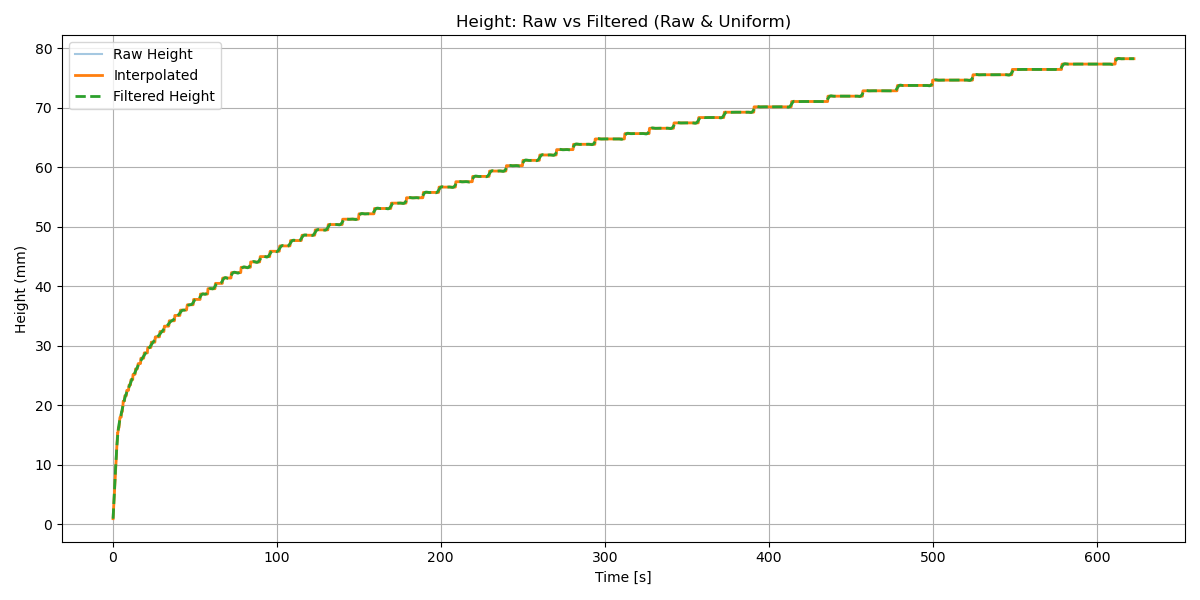 Height: Raw vs Filtered (Raw & Uniform)
Raw Height
Interpolated
Filtered Height
Height (mm)
80
70
60
50
40
30
20
10
0
0 100 200 300 400 500 600
Time [s]